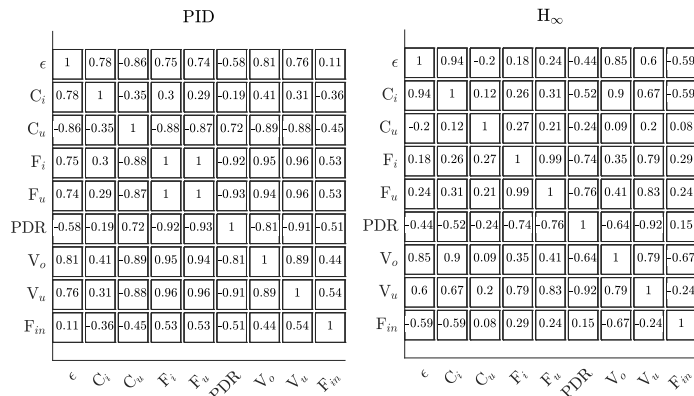 PID
ϵ 1 0.78 -0.86 0.75 0.74 -0.58 0.81 0.76 0.11
C_i 0.78 1 -0.35 0.3 0.29 -0.19 0.41 0.31 -0.36
C_u -0.86 -0.35 1 -0.88 -0.87 0.72 -0.89 -0.88 -0.45
F_i 0.75 0.3 -0.88 1 1 -0.92 0.95 0.96 0.53
F_u 0.74 0.29 -0.87 1 1 -0.93 0.94 0.96 0.53
PDR -0.58 -0.19 0.72 -0.92 -0.93 1 -0.81 -0.91 -0.51
V_o 0.81 0.41 -0.89 0.95 0.94 -0.81 1 0.89 0.44
V_u 0.76 0.31 -0.88 0.96 0.96 -0.91 0.89 1 0.54
F_in 0.11 -0.36 -0.45 0.53 0.53 -0.51 0.44 0.54 1
ϵ C_i C_u F_i F_u PDR V_o V_u F_in
H_∞
ϵ 1 0.94 -0.2 0.18 0.24 -0.44 0.85 0.6 -0.59
C_i 0.94 1 0.12 0.26 0.31 -0.52 0.9 0.67 -0.59
C_u -0.2 0.12 1 0.27 0.21 -0.24 0.09 0.2 0.08
F_i 0.18 0.26 0.27 1 0.99 -0.74 0.35 0.79 0.29
F_u 0.24 0.31 0.21 0.99 1 -0.76 0.41 0.83 0.24
PDR -0.44 -0.52 -0.24 -0.74 -0.76 1 -0.64 -0.92 0.15
V_o 0.85 0.9 0.09 0.35 0.41 -0.64 1 0.79 -0.67
V_u 0.6 0.67 0.2 0.79 0.83 -0.92 0.79 1 -0.24
F_in -0.59 -0.59 0.08 0.29 0.24 0.15 -0.67 -0.24 1
ϵ C_i C_u F_i F_u PDR V_o V_u F_in